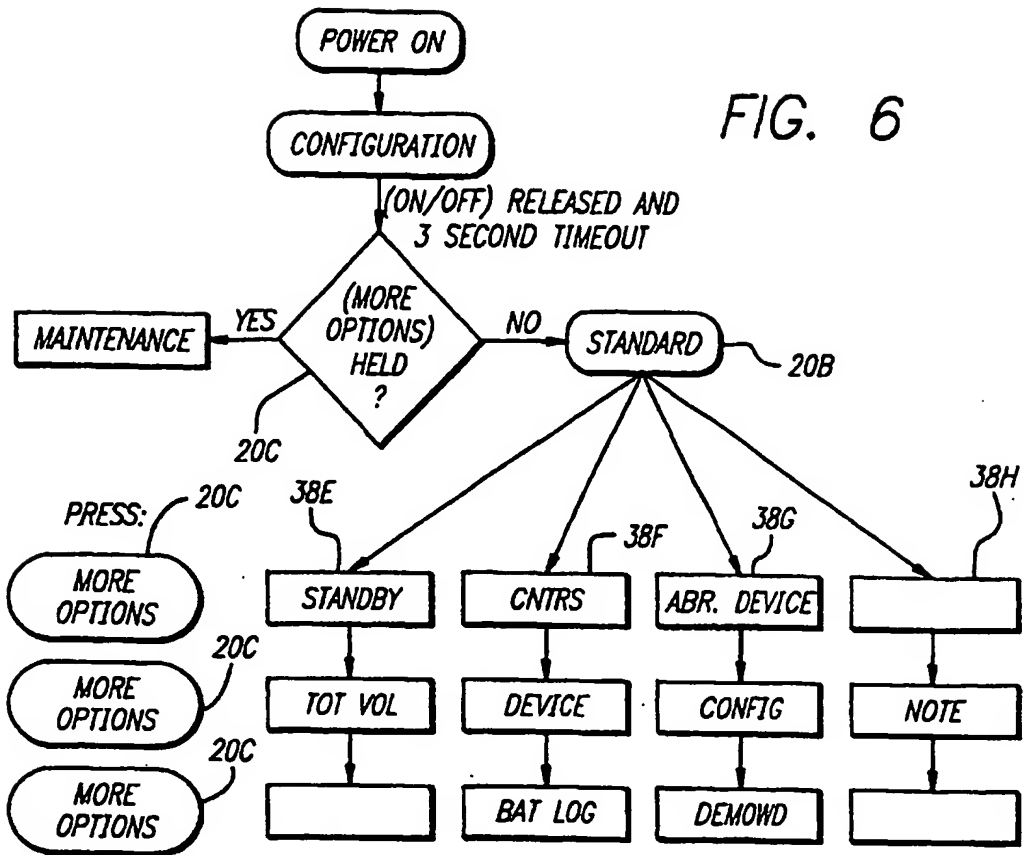 POWER ON
FIG. 6
CONFIGURATION
(ON/OFF) RELEASED AND
3 SECOND TIMEOUT
(MORE
OPTIONS)
HELD
?
YES
NO
MAINTENANCE
STANDARD
20B
20C
PRESS:
20C
38E
38F
38G
38H
MORE
OPTIONS
STANDBY
CNTRS
ABR. DEVICE
20C
MORE
OPTIONS
TOT VOL
DEVICE
CONFIG
NOTE
20C
MORE
OPTIONS
BAT LOG
DEMOWD